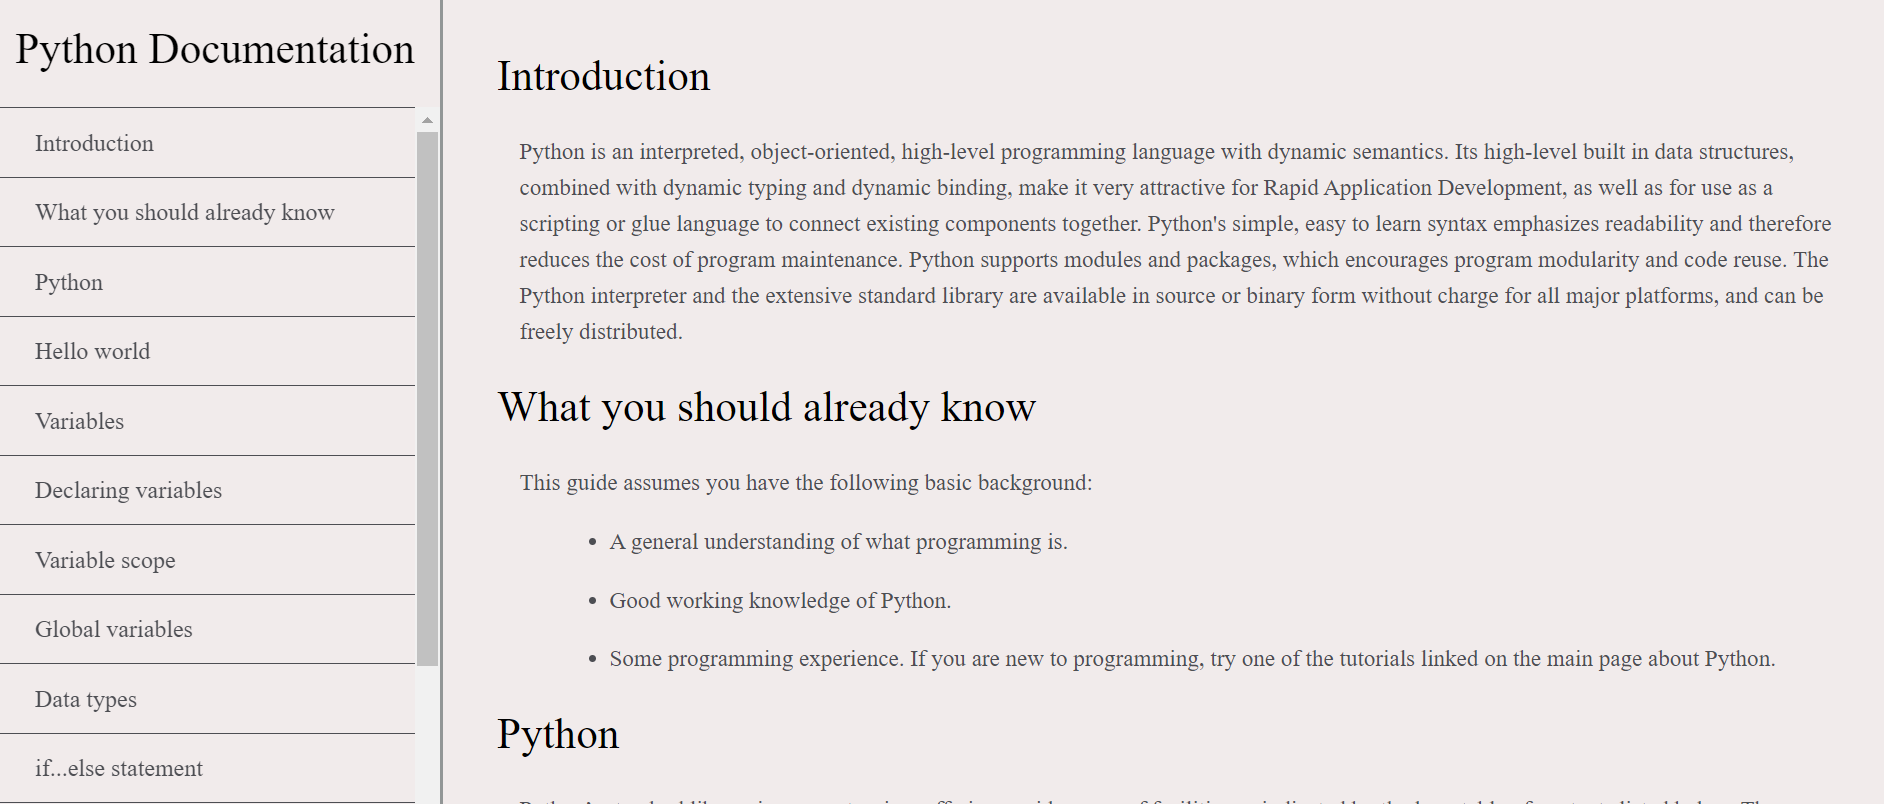 Python Documentation
Introduction
What you should already know
Python
Hello world
Variables
Declaring variables
Variable scope
Global variables
Data types
if...else statement
Introduction
Python is an interpreted, object-oriented, high-level programming language with dynamic semantics. Its high-level built in data structures,
combined with dynamic typing and dynamic binding, make it very attractive for Rapid Application Development, as well as for use as a
scripting or glue language to connect existing components together. Python's simple, easy to learn syntax emphasizes readability and therefore
reduces the cost of program maintenance. Python supports modules and packages, which encourages program modularity and code reuse. The
Python interpreter and the extensive standard library are available in source or binary form without charge for all major platforms, and can be
freely distributed.
What you should already know
This guide assumes you have the following basic background:
• A general understanding of what programming is.
• Good working knowledge of Python.
• Some programming experience. If you are new to programming, try one of the tutorials linked on the main page about Python.
Python